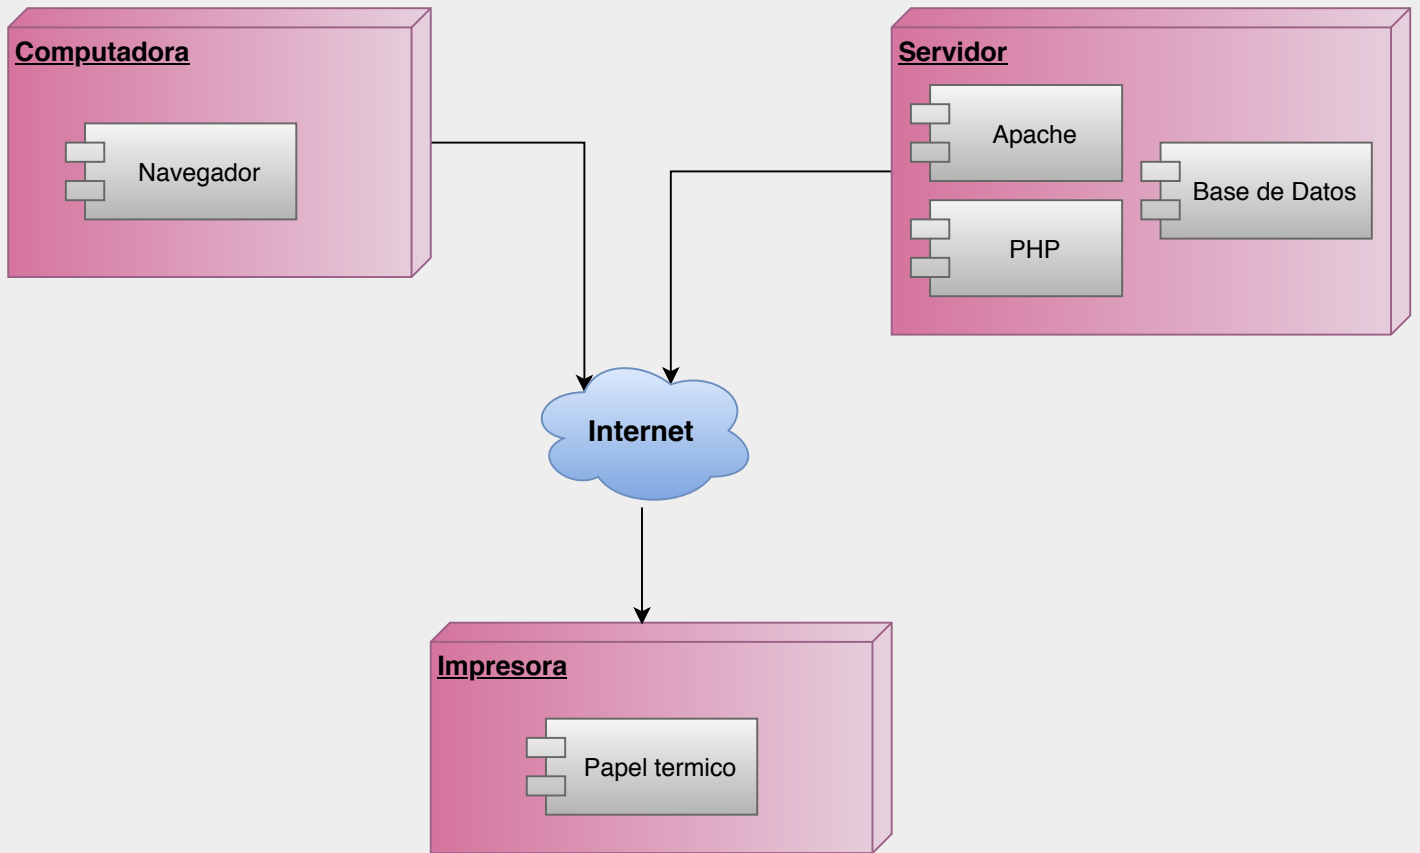 Computadora
Navegador
Servidor
Apache
PHP
Base de Datos
Internet
Impresora
Papel termico